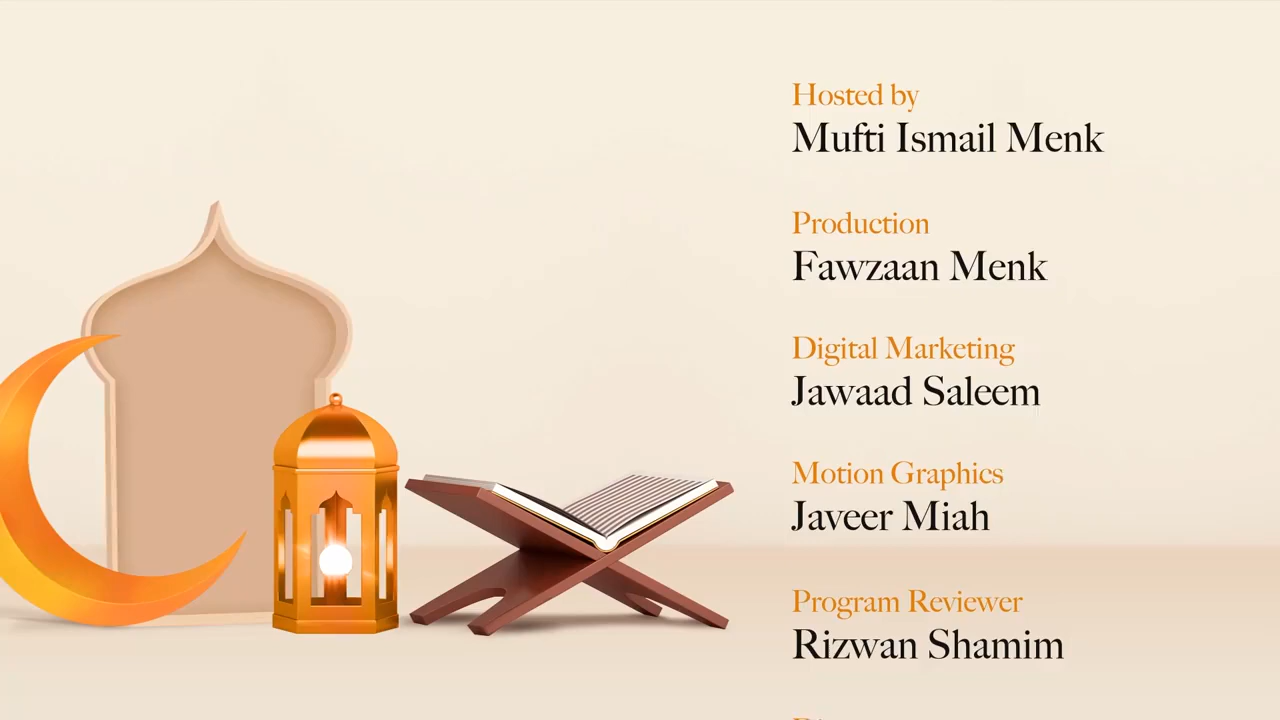 Hosted by
Mufti Ismail Menk
Production
Fawzaan Menk
Digital Marketing
Jawaad Saleem
Motion Graphics
Javeer Miah
Program Reviewer
Rizwan Shamim